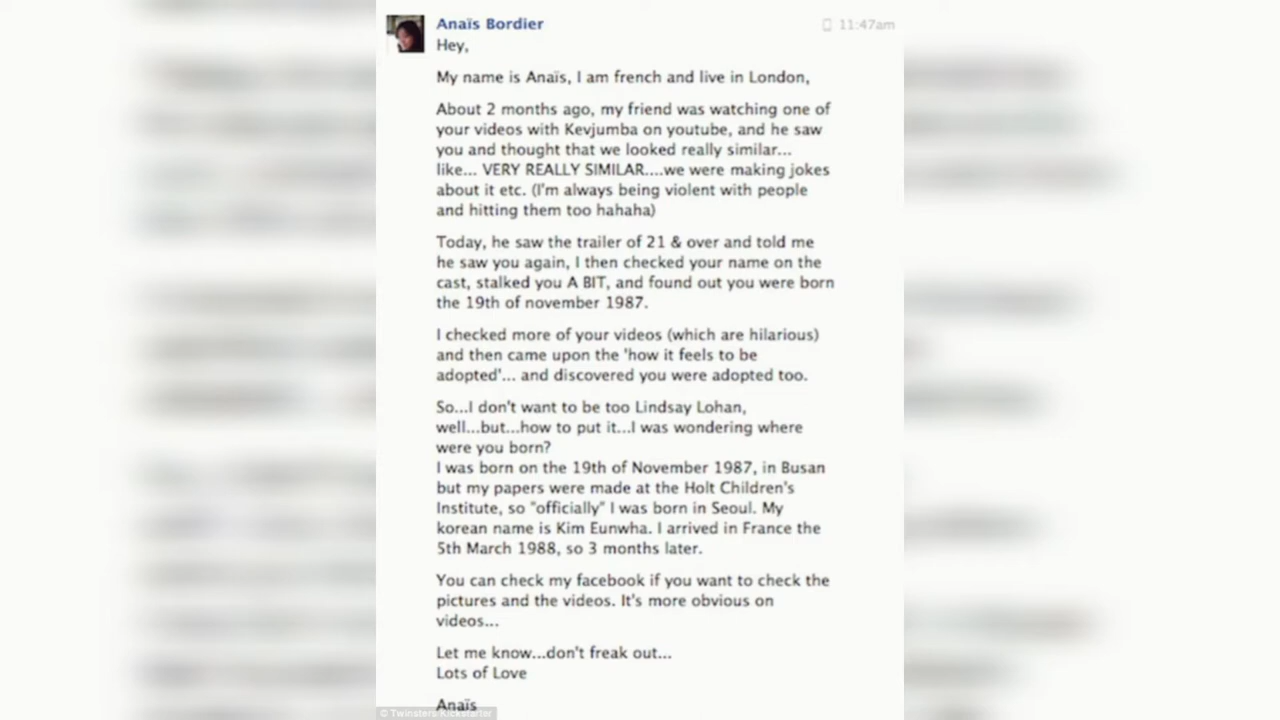 Anaïs Bordier
11:47am
Hey,
My name is Anaïs, I am french and live in London,
About 2 months ago, my friend was watching one of
your videos with Kevjumba on youtube, and he saw
you and thought that we looked really similar...
like... VERY REALLY SIMILAR....we were making jokes
about it etc. (I'm always being violent with people
and hitting them too hahaha)
Today, he saw the trailer of 21 & over and told me
he saw you again, I then checked your name on the
cast, stalked you A BIT, and found out you were born
the 19th of november 1987.
I checked more of your videos (which are hilarious)
and then came upon the 'how it feels to be
adopted'... and discovered you were adopted too.
So...I don't want to be too Lindsay Lohan,
well...but...how to put it...I was wondering where
were you born?
I was born on the 19th of November 1987, in Busan
but my papers were made at the Holt Children's
Institute, so "officially" I was born in Seoul. My
korean name is Kim Eunwha. I arrived in France the
5th March 1988, so 3 months later.
You can check my facebook if you want to check the
pictures and the videos. It's more obvious on
videos...
Let me know...don't freak out...
Lots of Love
Anaïs
© Twinsters/Kickstarter